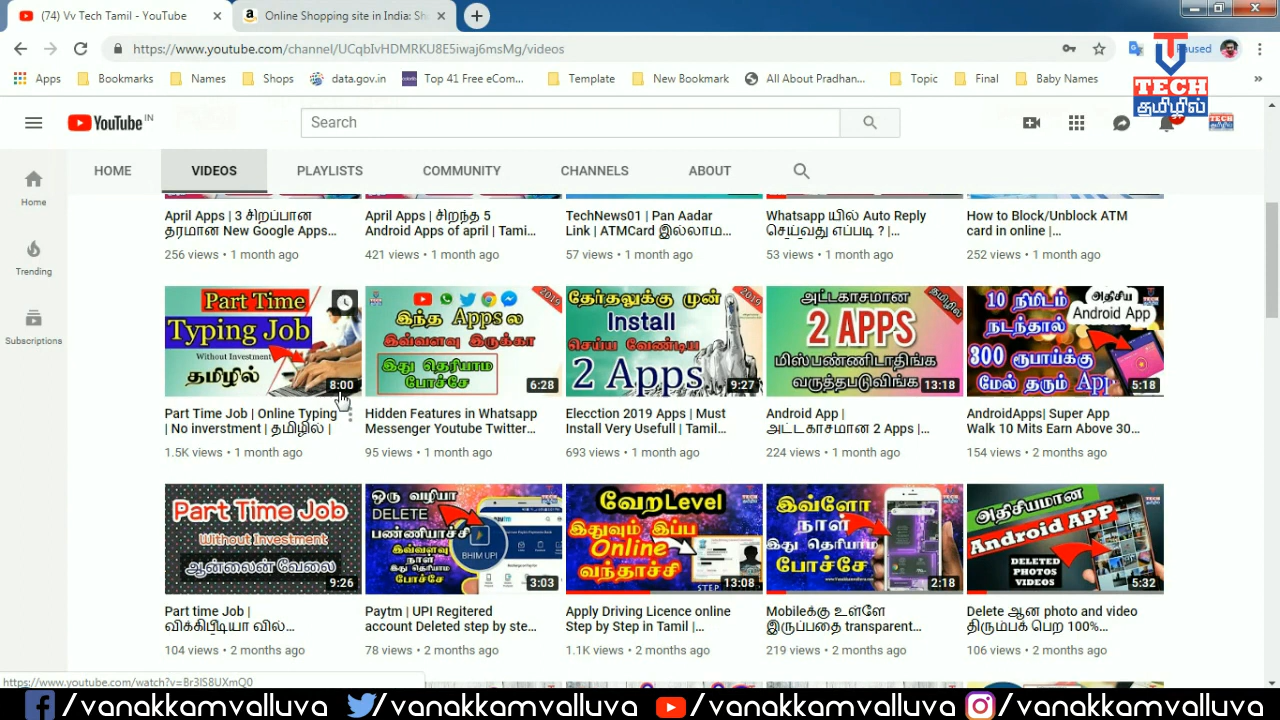 (74) Vv Tech Tamil - YouTube
Online Shopping site in India: Sh
https://www.youtube.com/channel/UCqbIvHDMRKU8E5iwaj6msMg/videos
Paused
Apps
Bookmarks
Names
Shops
data.gov.in
Top 41 Free eCom...
Template
New Bookmark
All About Pradhan...
Topic
Final
Baby Names
TECH
தமிழில்
YouTube IN
Search
HOME
VIDEOS
PLAYLISTS
COMMUNITY
CHANNELS
ABOUT
Home
Trending
Subscriptions
April Apps | 3 சிறப்பான
தரமான New Google Apps...
256 views • 1 month ago
April Apps | சிறந்த 5
Android Apps of april | Tami...
421 views • 1 month ago
TechNews01 | Pan Aadar
Link | ATMCard இல்லாம...
57 views • 1 month ago
Whatsapp யில் Auto Reply
செய்வது எப்படி ? |...
53 views • 1 month ago
How to Block/Unblock ATM
card in online |...
252 views • 1 month ago
Part Time
Typing Job
Without Investment
தமிழில்
8:00
Part Time Job | Online Typing
| No inverstment | தமிழில் |
1.5K views • 1 month ago
இந்த Apps ல
இவ்வளவு இருக்கா
இது தெரியாம
போச்சே
2019
6:28
Hidden Features in Whatsapp
Messenger Youtube Twitter...
95 views • 1 month ago
தேர்தலுக்கு முன்
Install
செய்ய வேண்டிய
2 Apps
2019
9:27
Elecction 2019 Apps | Must
Install Very Usefull | Tamil...
693 views • 1 month ago
அட்டகாசமான
2 APPS
மிஸ்பண்ணிடாதிங்க
வருத்தபடுவிங்க
தமிழில்
13:18
Android App |
அட்டகாசமான 2 Apps |...
224 views • 1 month ago
10 நிமிடம்
நடந்தால்
300 ரூபாய்க்கு
மேல் தரும் App
அதிசிய
Android App
5:18
AndroidApps| Super App
Walk 10 Mits Earn Above 30...
154 views • 2 months ago
Part Time Job
Without Investment
ஆன்லைன் வேலை
9:26
Part time Job |
விக்கிபீடியா வில்...
104 views • 2 months ago
ஒரு வழியா
DELETE
பண்ணியாச்சி
இவ்வளவு
நாள்
இது தெரியாம
போச்சே
BHIM UPI
3:03
Paytm | UPI Regitered
account Deleted step by ste...
78 views • 2 months ago
வேறLevel
இதுவும் இப்ப
Online
வந்தாச்சி
STEP
13:08
Apply Driving Licence online
Step by Step in Tamil |...
1.1K views • 2 months ago
இவ்ளோ
நாள்
இது தெரியாம
போச்சே
2:18
Mobileக்கு உள்ளே
இருப்பதை transparent...
219 views • 2 months ago
அதிசியமான
Android APP
DELETED
PHOTOS
VIDEOS
5:32
Delete ஆன photo and video
திரும்பக் பெற 100%...
106 views • 2 months ago
https://www.youtube.com/watch?v=Br3lS8UXmQ0
/vanakkamvalluva
/vanakkamvalluva
/vanakkamvalluva
/vanakkamvalluva